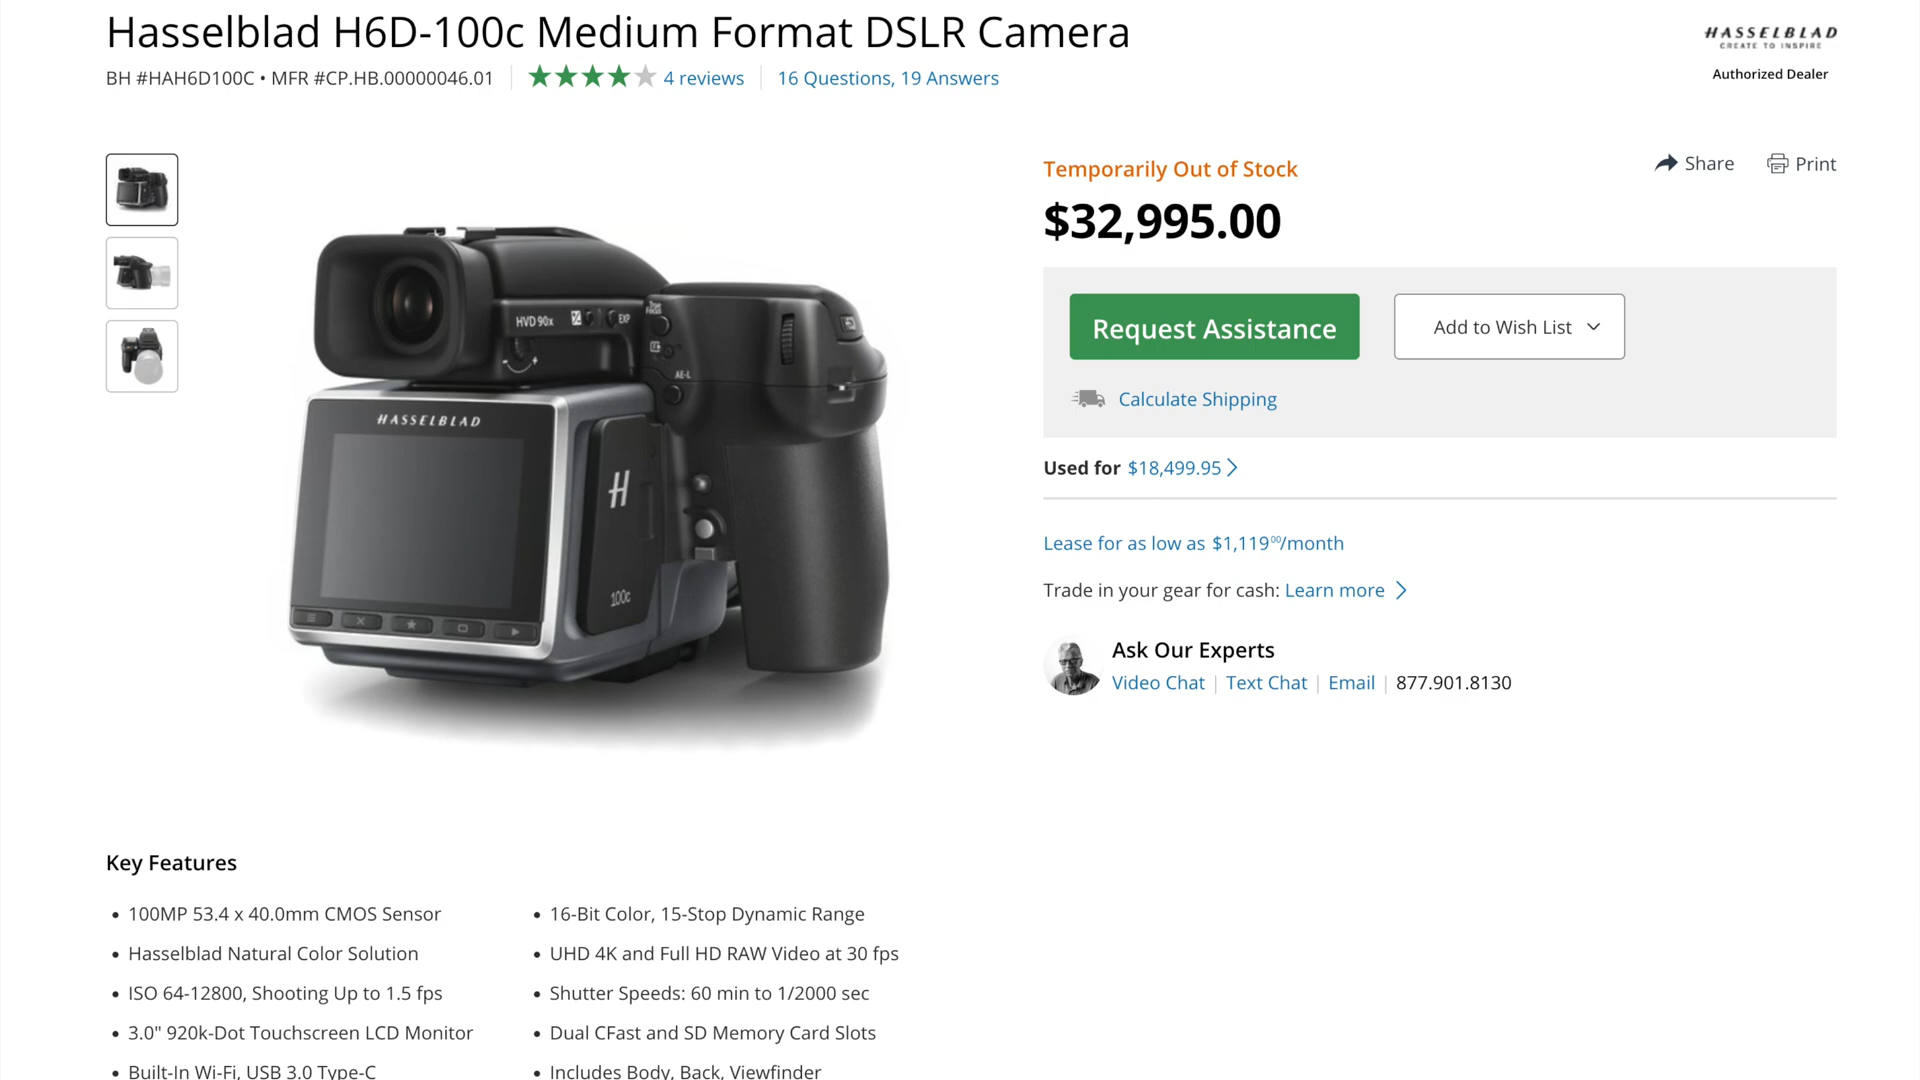 Hasselblad H6D-100c Medium Format DSLR Camera
HASSELBLAD
CREATE TO INSPIRE
Authorized Dealer
BH #HAH6D100C • MFR #CP.HB.00000046.01
4 reviews
16 Questions, 19 Answers
Temporarily Out of Stock
Share
Print
$32,995.00
Request Assistance
Add to Wish List
Calculate Shipping
Used for $18,499.95
Lease for as low as $1,11900/month
Trade in your gear for cash: Learn more
Ask Our Experts
Video Chat | Text Chat | Email | 877.901.8130
True Focus
HVD 90x
EXP
AE-L
HASSELBLAD
H
100c
Key Features
• 100MP 53.4 x 40.0mm CMOS Sensor
• Hasselblad Natural Color Solution
• ISO 64-12800, Shooting Up to 1.5 fps
• 3.0" 920k-Dot Touchscreen LCD Monitor
• Built-In Wi-Fi, USB 3.0 Type-C
• 16-Bit Color, 15-Stop Dynamic Range
• UHD 4K and Full HD RAW Video at 30 fps
• Shutter Speeds: 60 min to 1/2000 sec
• Dual CFast and SD Memory Card Slots
• Includes Body, Back, Viewfinder